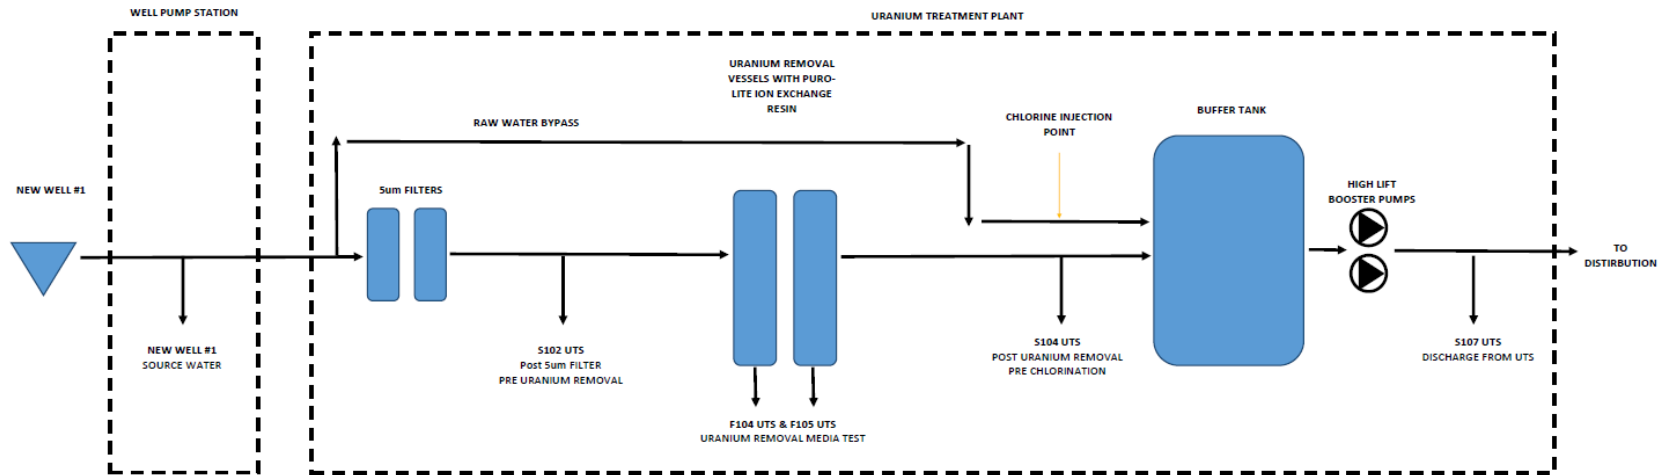 WELL PUMP STATION
URANIUM TREATMENT PLANT
URANIUM REMOVAL
VESSELS WITH PURO-
LITE ION EXCHANGE
RESIN
RAW WATER BYPASS
CHLORINE INJECTION
POINT
BUFFER TANK
NEW WELL #1
5um FILTERS
HIGH LIFT
BOOSTER PUMPS
TO
DISTIRBUTION
NEW WELL #1
SOURCE WATER
S102 UTS
Post 5um FILTER
PRE URANIUM REMOVAL
S104 UTS
POST URANIUM REMOVAL
PRE CHLORINATION
S107 UTS
DISCHARGE FROM UTS
F104 UTS & F105 UTS
URANIUM REMOVAL MEDIA TEST